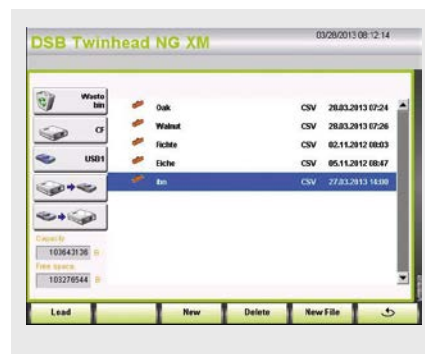 DSB Twinhead NG XM
03/28/2013 08:12:14
Waste bin
CF
USB1
Capacity
103643136 B
Free space
103276544 B
Oak CSV 28.03.2013 07:24
Walnut CSV 28.03.2013 07:26
Fichte CSV 02.11.2012 08:03
Eiche CSV 05.11.2012 08:47
CSV 27.03.2013 14:00
Load
New
Delete
New File